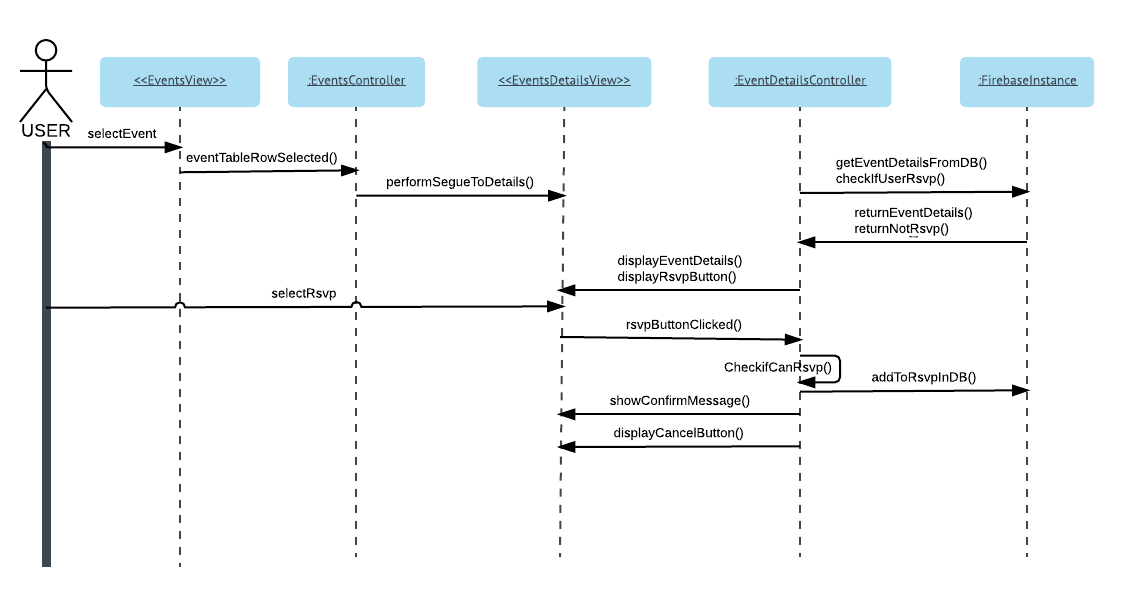 <<EventsView>>
:EventsController
<<EventsDetailsView>>
:EventDetailsController
:FirebaseInstance
USER
selectEvent
eventTableRowSelected()
performSegueToDetails()
getEventDetailsFromDB()
checkIfUserRsvp()
returnEventDetails()
returnNotRsvp()
displayEventDetails()
displayRsvpButton()
selectRsvp
rsvpButtonClicked()
CheckifCanRsvp()
addToRsvpInDB()
showConfirmMessage()
displayCancelButton()